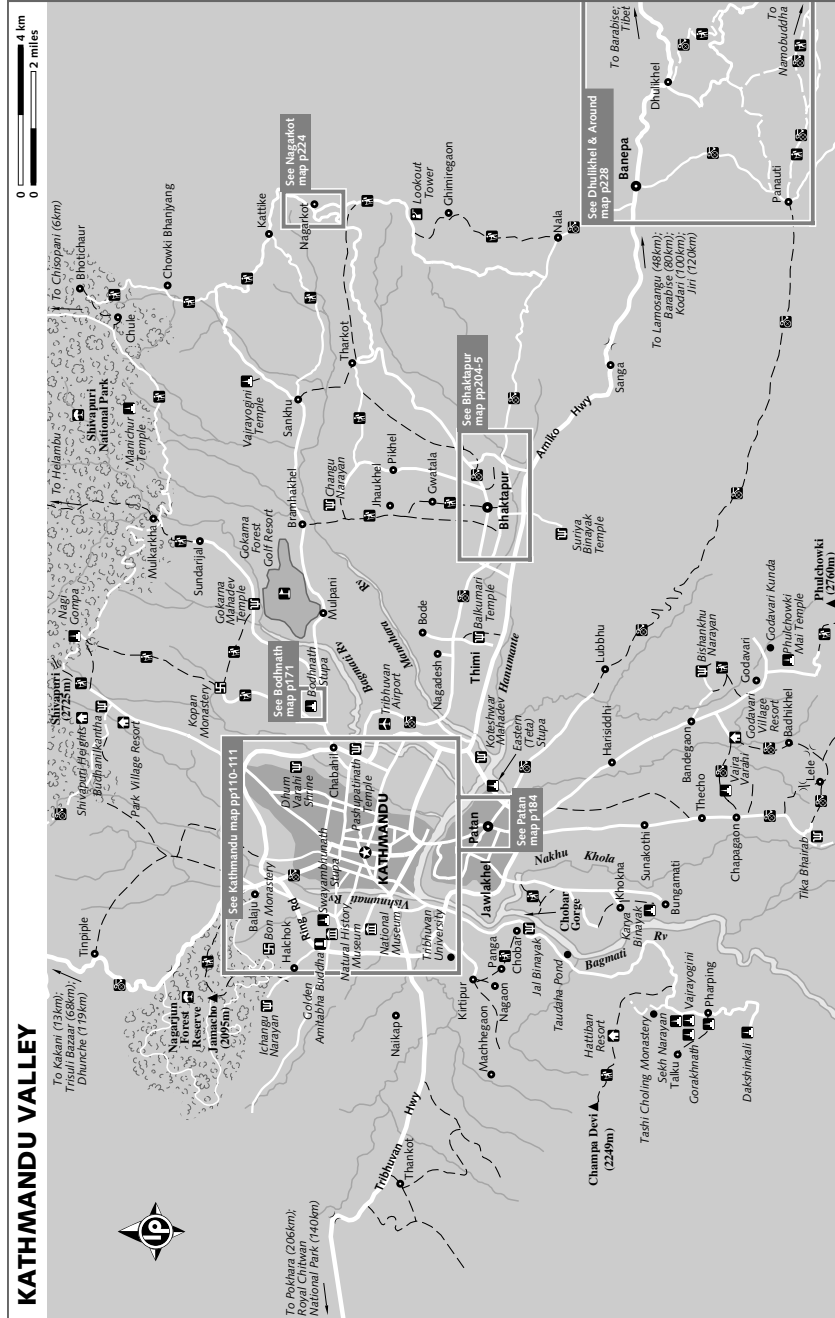 KATHMANDU VALLEY
0
4 km
0
2 miles
To Kakani (13km);
Trisuli Bazaar (68km);
Dhunche (119km)
Tinpiple
Nagarjun
Forest
Reserve
Jamacho
(2095m)
Ichangu
Narayan
Halchok
Balaju
Bon Monastery
Ring Rd
Golden
Amitabha Buddha
Swayambhunath
Stupa
Natural History
Museum
National
Museum
Vishnumati Rv
Tribhuvan
University
See Kathmandu map pp110-111
Dhum
Varahi
Shrine
Chabahil
Pashupatinath
Temple
KATHMANDU
Shivapuri
(2725m)
Shivapuri Heights
Budhanilkantha
Park Village Resort
Nagi
Gompa
Kopan
Monastery
See Bodhnath
map p171
Bodhnath
Stupa
Gokarna
Mahadev
Temple
Gokarna
Forest
Golf Resort
Mulpani
Sundarijal
Mulkarkha
To Helambu
Shivapuri
National Park
Manichur
Temple
Chule
Bhotichaur
To Chisopani (6km)
Chowki Bhanjyang
Kattike
Vajrayogini
Temple
Sankhu
Bramhakhel
See Nagarkot
map p224
Nagarkot
Tharkot
Changu
Narayan
Jhaukhel
Pikhel
Gwatala
Lookout
Tower
Ghimiregaon
Nala
See Bhaktapur
map pp204-5
Bhaktapur
Suriya
Binayak
Temple
Arniko Hwy
Sanga
To Lamosangu (48km);
Barabise (80km);
Kodari (100km);
Jiri (120km)
See Dhulikhel & Around
map p228
Banepa
Dhulikhel
To Barabise;
Tibet
To
Namobuddha
Panauti
Bagmati Rv
Manohara Rv
Tribhuvan
Airport
Bode
Nagadesh
Thimi
Balkumari Temple
Hanumante
Koteshwar
Mahadev
Eastern
(Teta)
Stupa
Lubbhu
Harisiddhi
Patan
See Patan
map p184
Jawlakhel
Nakhu Khola
Sunakothi
Thecho
Chapagaon
Bandegaon
Vajra
Varahi
Godavari
Village
Resort
Badhikhel
Bishankhu
Narayan
Godavari
Godavari Kunda
Phulchowki
Mai Temple
Phulchowki
(2760m)
Lele
Tika Bhairab
Chobar
Gorge
Khokna
Karya
Binayak
Bungamati
Bagmati Rv
Kirtipur
Panga
Nagaon
Chobar
Jal Binayak
Taudaha Pond
Machhegaon
Hattiban
Resort
Champa Devi
(2249m)
Tashi Choling Monastery
Sekh Narayan
Talku
Vajrayogini
Gorakhnath
Pharping
Dakshinkali
Naikap
Tribhuvan Hwy
Thankot
To Pokhara (206km);
Royal Chitwan
National Park (140km)
lp